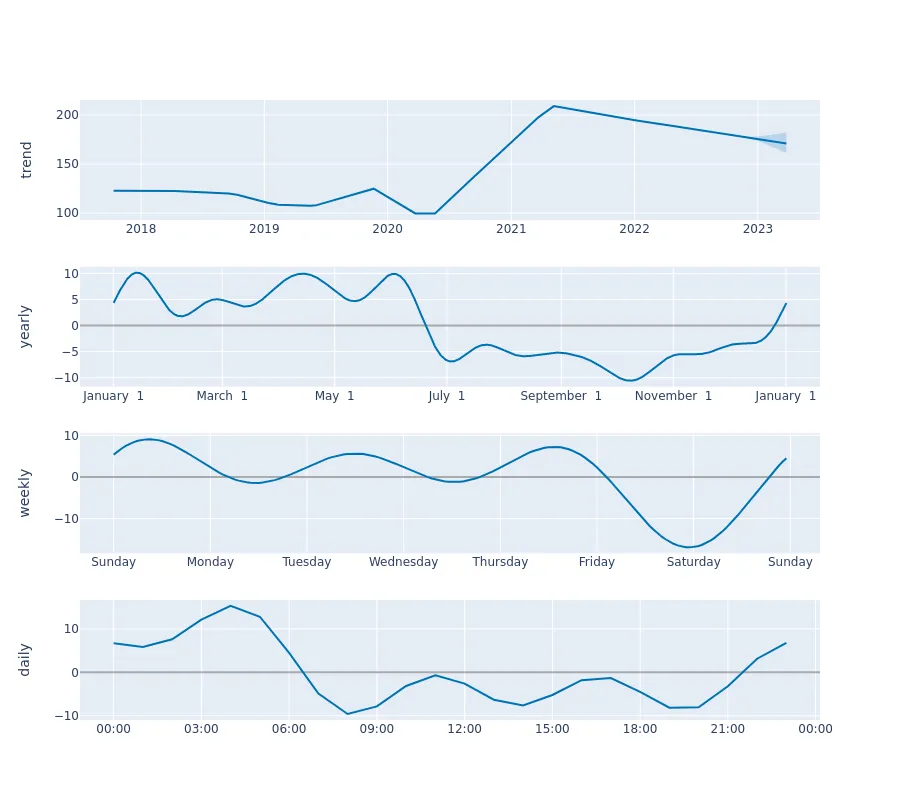 trend
200
150
100
2018 2019 2020 2021 2022 2023
yearly
10
5
0
−5
−10
January 1 March 1 May 1 July 1 September 1 November 1 January 1
weekly
10
0
−10
Sunday Monday Tuesday Wednesday Thursday Friday Saturday Sunday
daily
10
0
−10
00:00 03:00 06:00 09:00 12:00 15:00 18:00 21:00 00:00